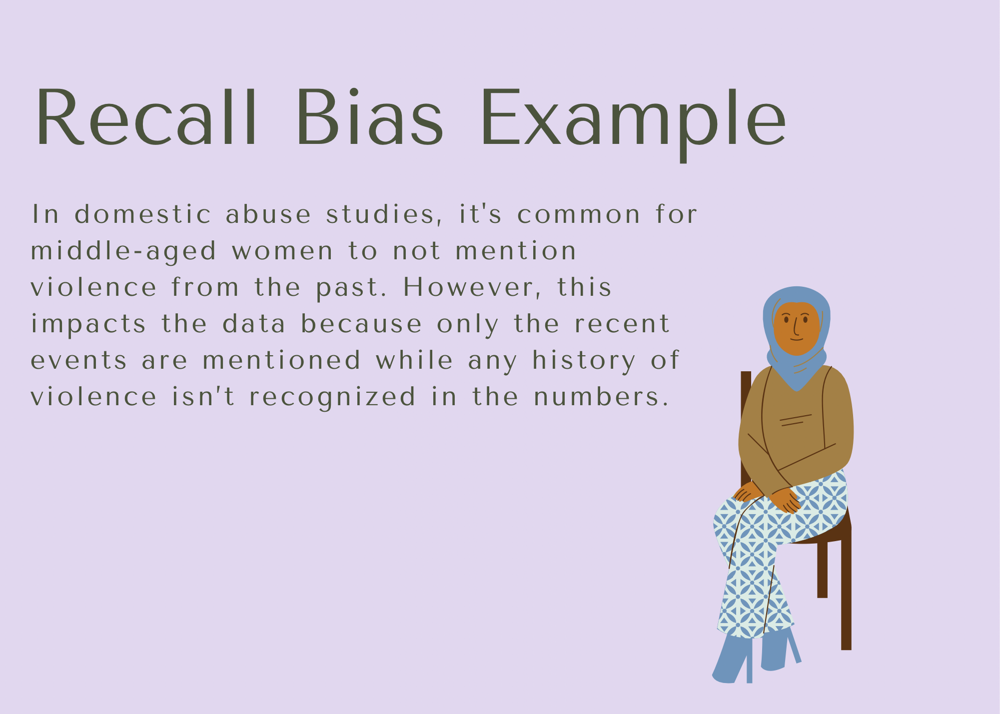 Recall Bias Example
In domestic abuse studies, it's common for
middle-aged women to not mention
violence from the past. However, this
impacts the data because only the recent
events are mentioned while any history of
violence isn't recognized in the numbers.